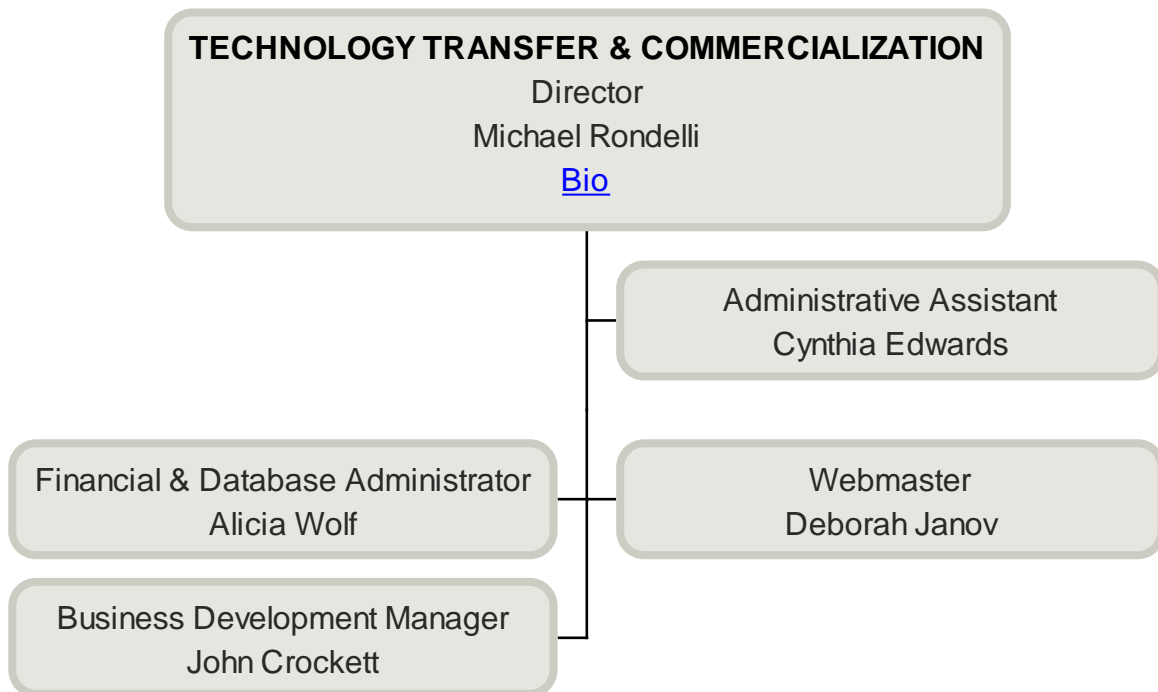 TECHNOLOGY TRANSFER & COMMERCIALIZATION
Director
Michael Rondelli
Bio
Administrative Assistant
Cynthia Edwards
Financial & Database Administrator
Alicia Wolf
Webmaster
Deborah Janov
Business Development Manager
John Crockett